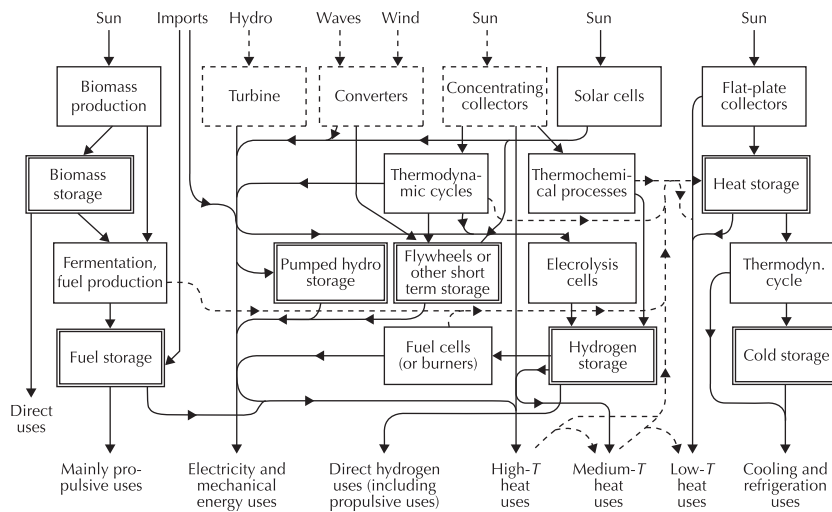 Sun
Imports
Hydro
Waves
Wind
Sun
Sun
Sun
Biomass
production
Turbine
Converters
Concentrating
collectors
Solar cells
Flat-plate
collectors
Biomass
storage
Thermodyna-
mic cycles
Thermochemi-
cal processes
Heat storage
Fermentation,
fuel production
Pumped hydro
storage
Flywheels or
other short
term storage
Elecrolysis
cells
Thermodyn.
cycle
Fuel storage
Fuel cells
(or burners)
Hydrogen
storage
Cold storage
Direct
uses
Mainly pro-
pulsive uses
Electricity and
mechanical
energy uses
Direct hydrogen
uses (including
propulsive uses)
High-T
heat
uses
Medium-T
heat
uses
Low-T
heat
uses
Cooling and
refrigeration
uses